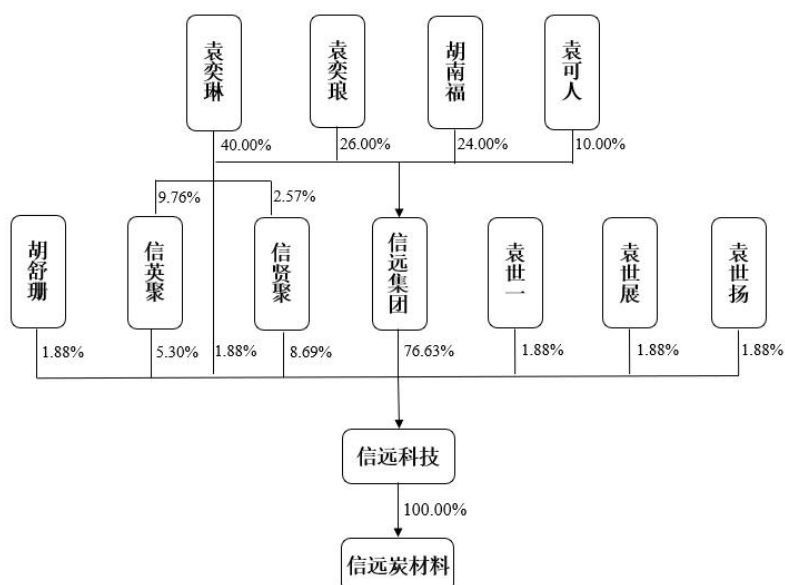 袁奕琳
袁奕琅
胡南福
袁可人
40.00%
26.00%
24.00%
10.00%
9.76%
2.57%
胡舒珊
信英聚
信贤聚
信远集团
袁世一
袁世展
袁世扬
1.88%
5.30%
1.88%
8.69%
76.63%
1.88%
1.88%
1.88%
信远科技
100.00%
信远炭材料